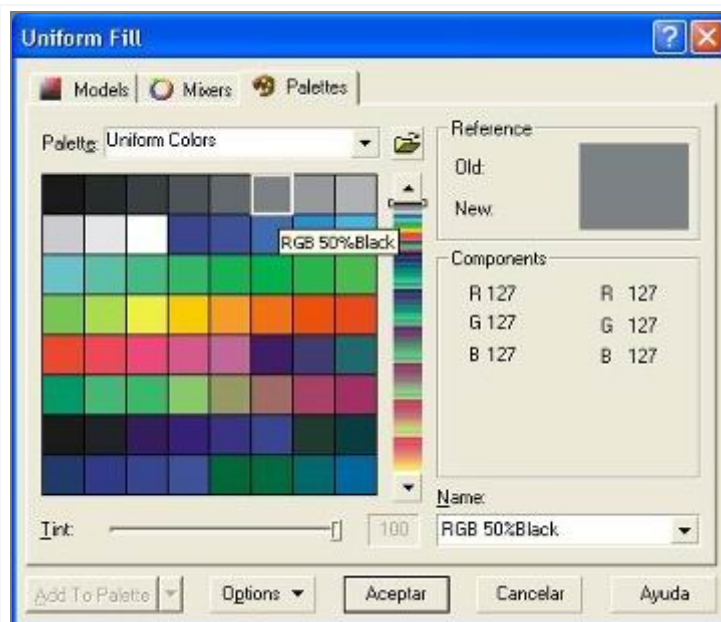 Uniform Fill
Models Mixers Palettes
Palette: Uniform Colors
Reference
Old:
New:
RGB 50%Black
Components
R 127 R 127
G 127 G 127
B 127 B 127
Name:
Tint: 100 RGB 50%Black
Add To Palette Options Aceptar Cancelar Ayuda